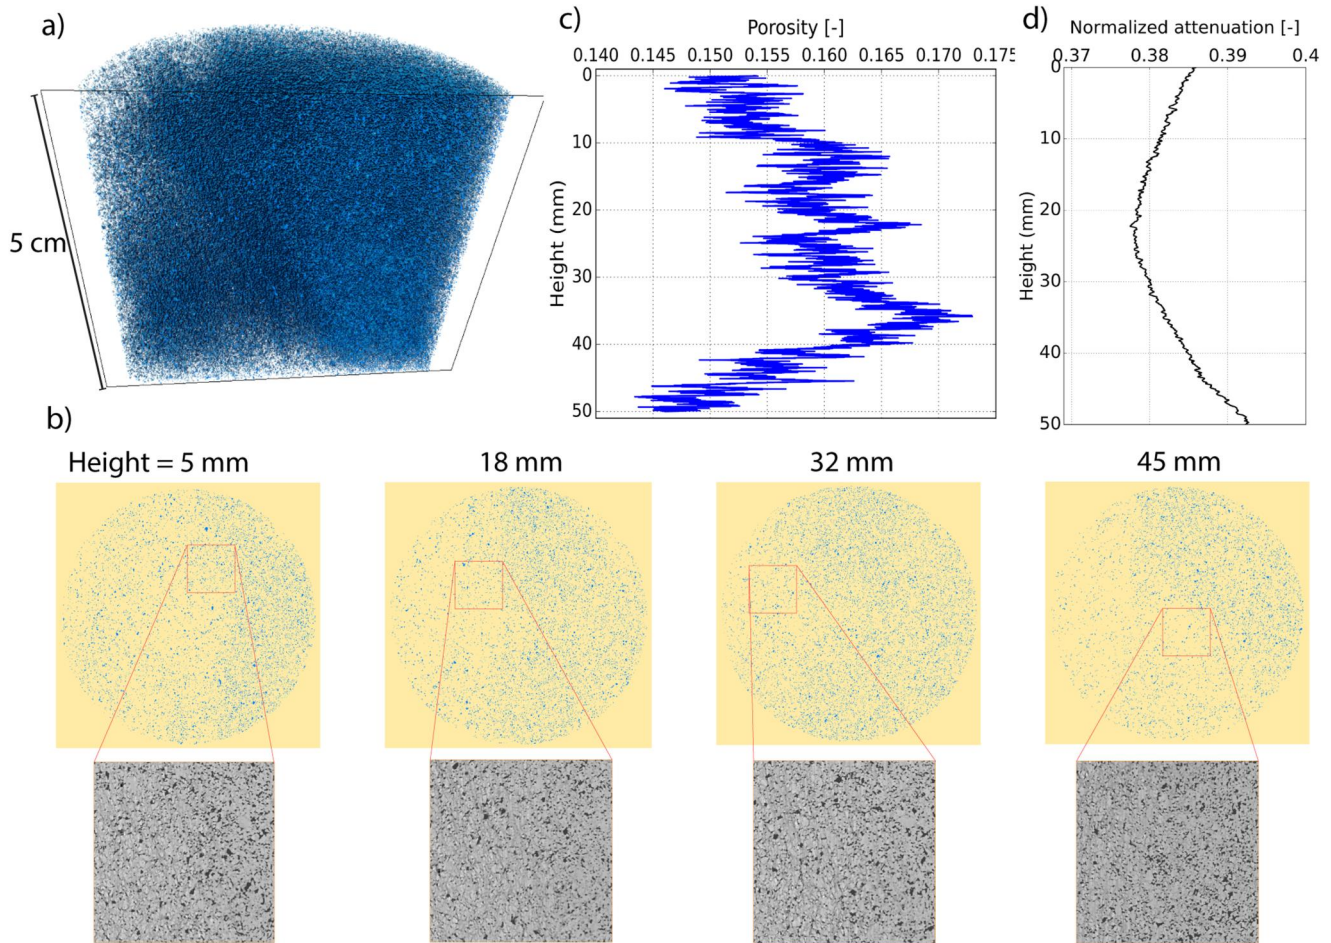 a)
5 cm
c)
Porosity [-]
0.140 0.145 0.150 0.155 0.160 0.165 0.170 0.175
0
10
20
30
40
50
Height (mm)
d)
Normalized attenuation [-]
0.37 0.38 0.39 0.4
0
10
20
30
40
50
Height (mm)
b)
Height = 5 mm
18 mm
32 mm
45 mm